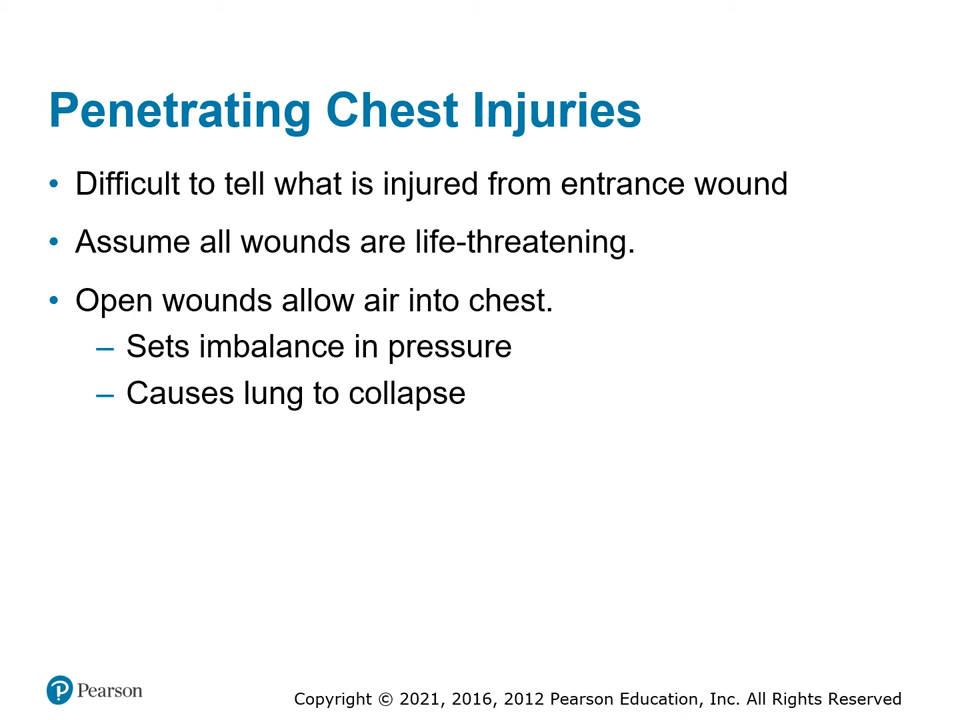 Penetrating Chest Injuries
• Difficult to tell what is injured from entrance wound
• Assume all wounds are life-threatening.
• Open wounds allow air into chest.
– Sets imbalance in pressure
– Causes lung to collapse
Pearson
Copyright © 2021, 2016, 2012 Pearson Education, Inc. All Rights Reserved